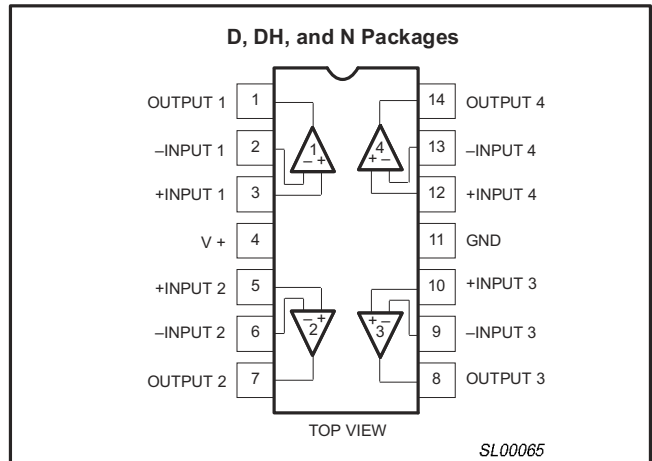 D, DH, and N Packages
OUTPUT 1 1 14 OUTPUT 4
–INPUT 1 2 13 –INPUT 4
1 4
– + + –
+INPUT 1 3 12 +INPUT 4
V + 4 11 GND
+INPUT 2 5 10 +INPUT 3
– + + –
2 3
–INPUT 2 6 9 –INPUT 3
OUTPUT 2 7 8 OUTPUT 3
TOP VIEW
SL00065